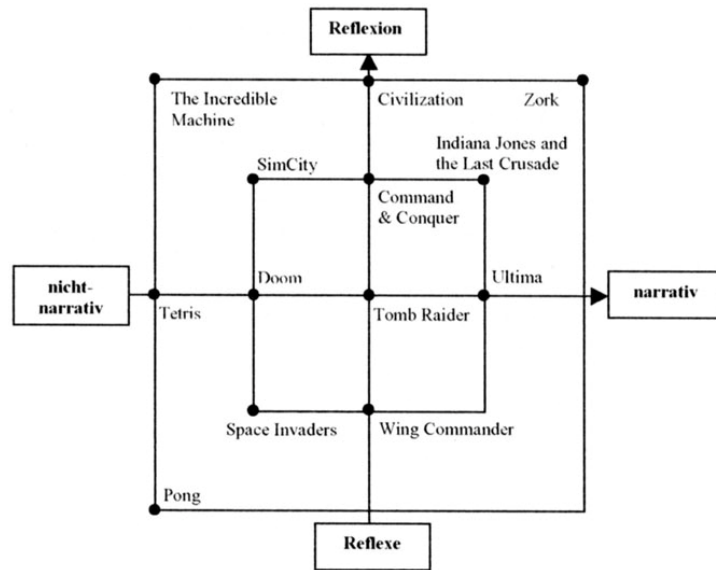 Reflexion
The Incredible
Machine
Civilization
Zork
Indiana Jones and
the Last Crusade
SimCity
Command
& Conquer
nicht-
narrativ
Doom
Ultima
narrativ
Tetris
Tomb Raider
Space Invaders
Wing Commander
Pong
Reflexe